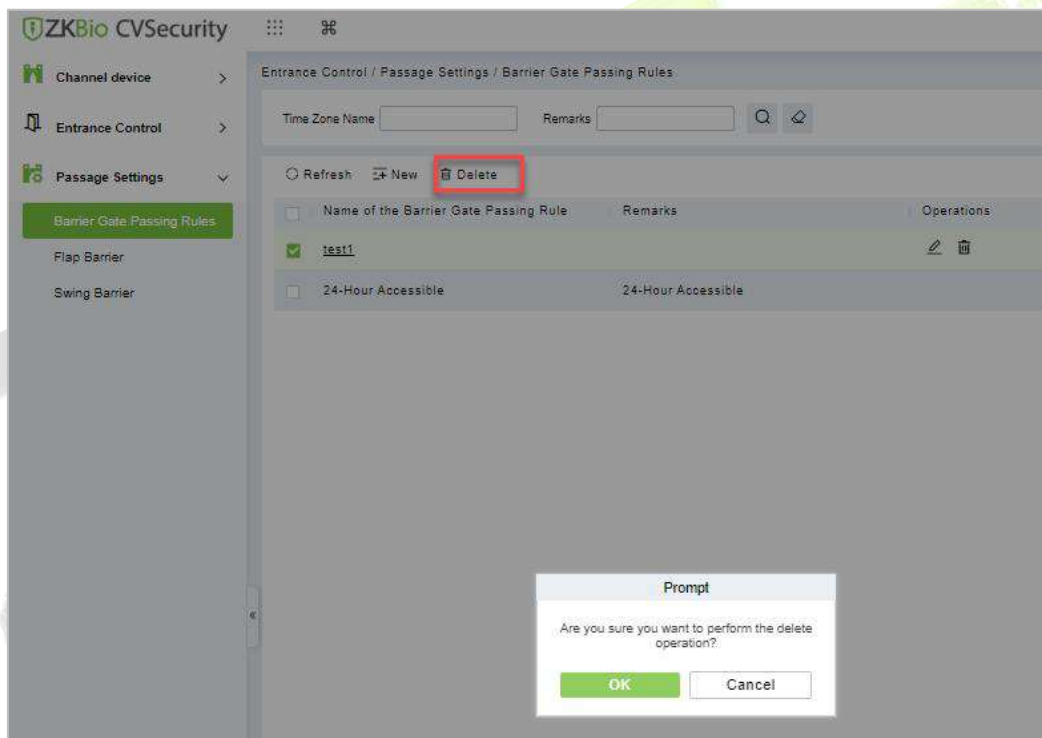 ZKBio CVSecurity
Channel device
Entrance Control
Passage Settings
Barrier Gate Passing Rules
Flap Barrier
Swing Barrier
Entrance Control / Passage Settings / Barrier Gate Passing Rules
Time Zone Name Remarks
Refresh New Delete
Name of the Barrier Gate Passing Rule Remarks Operations
test1
24-Hour Accessible 24-Hour Accessible
Prompt
Are you sure you want to perform the delete
operation?
OK Cancel